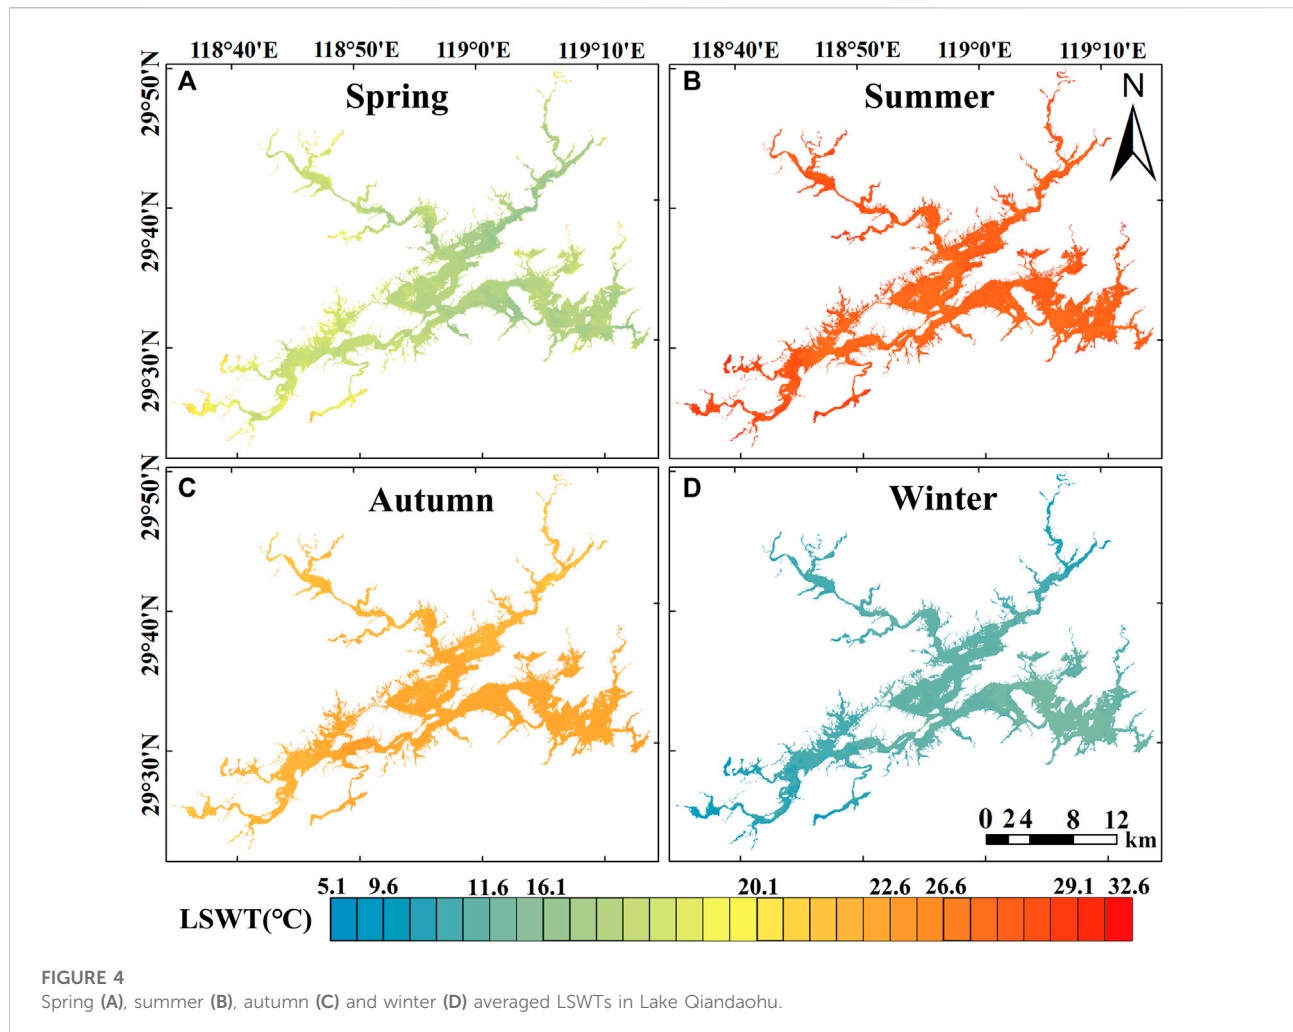 118°40'E 118°50'E 119°0'E 119°10'E 118°40'E 118°50'E 119°0'E 119°10'E
A Spring B Summer N
29°50'N
29°40'N
29°30'N
C Autumn D Winter
29°50'N
29°40'N
29°30'N
0 2 4 8 12
km
5.1 9.6 11.6 16.1 20.1 22.6 26.6 29.1 32.6
LSWT(°C)
FIGURE 4
Spring (A), summer (B), autumn (C) and winter (D) averaged LSWTs in Lake Qiandaohu.